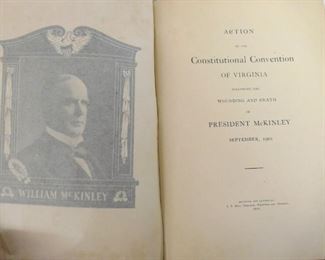 WILLIAM McKINLEY
ACTION
OF THE
Constitutional Convention
OF VIRGINIA
FOLLOWING THE
WOUNDING AND DEATH
OF
PRESIDENT McKINLEY
SEPTEMBER, 1901